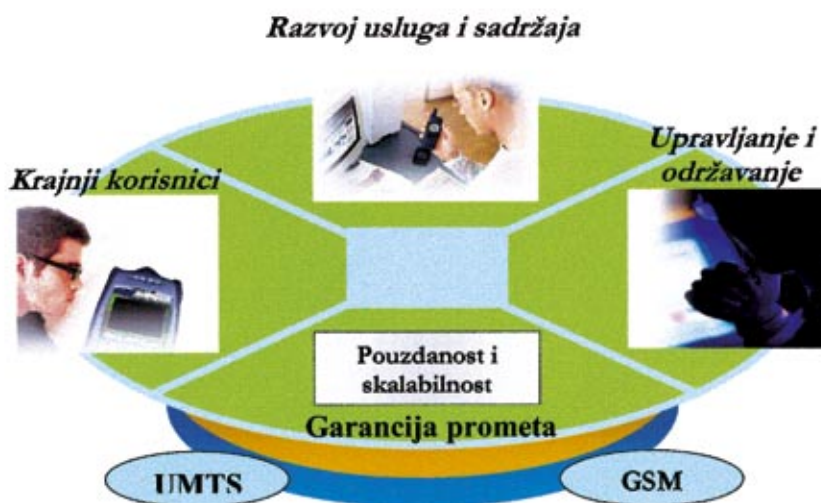 Razvoj usluga i sadržaja
Upravljanje i
održavanje
Krajnji korisnici
Pouzdanost i
skalabilnost
Garancija prometa
UMTS
GSM